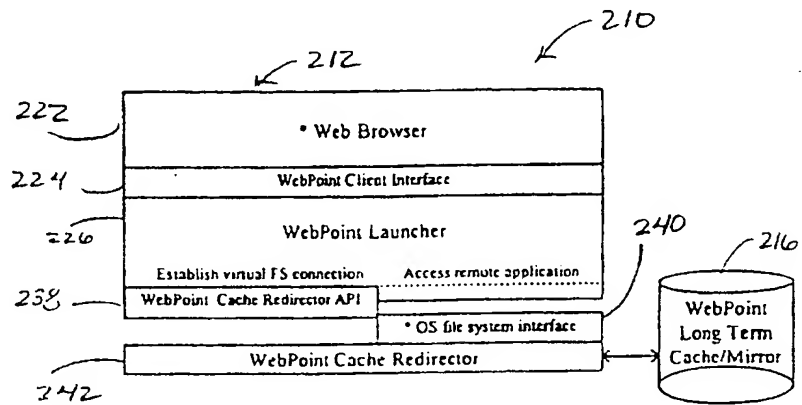 210
212
222
* Web Browser
224
WebPoint Client Interface
226
WebPoint Launcher
240
216
Establish virtual FS connection
Access remote application
238
WebPoint Cache Redirector API
WebPoint
Long Term
Cache/Mirror
* OS file system interface
WebPoint Cache Redirector
342